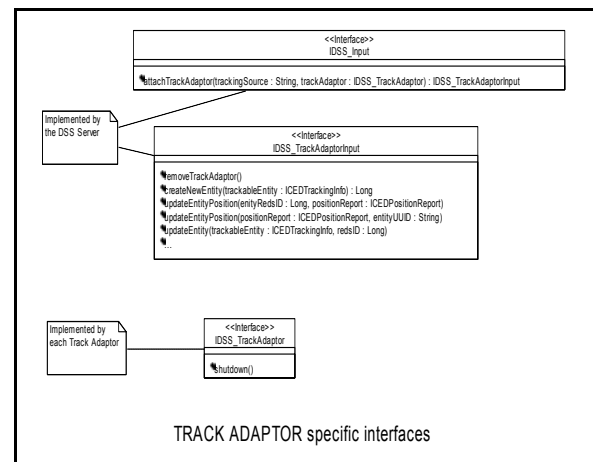 <<Interface>>
IDSS_Input
attachTrackAdaptor(trackingSource : String, trackAdaptor : IDSS_TrackAdaptor) : IDSS_TrackAdaptorInput
Implemented by
the DSS Server
<<Interface>>
IDSS_TrackAdaptorInput
removeTrackAdaptor()
createNewEntity(trackableEntity : ICEDTrackingInfo) : Long
updateEntityPosition(enityRedsID : Long, positionReport : ICEDPositionReport)
updateEntityPosition(positionReport : ICEDPositionReport, entityUUID : String)
updateEntity(trackableEntity : ICEDTrackingInfo, redsID : Long)
...
Implemented by
each Track Adaptor
<<Interface>>
IDSS_TrackAdaptor
shutdown()
TRACK ADAPTOR specific interfaces